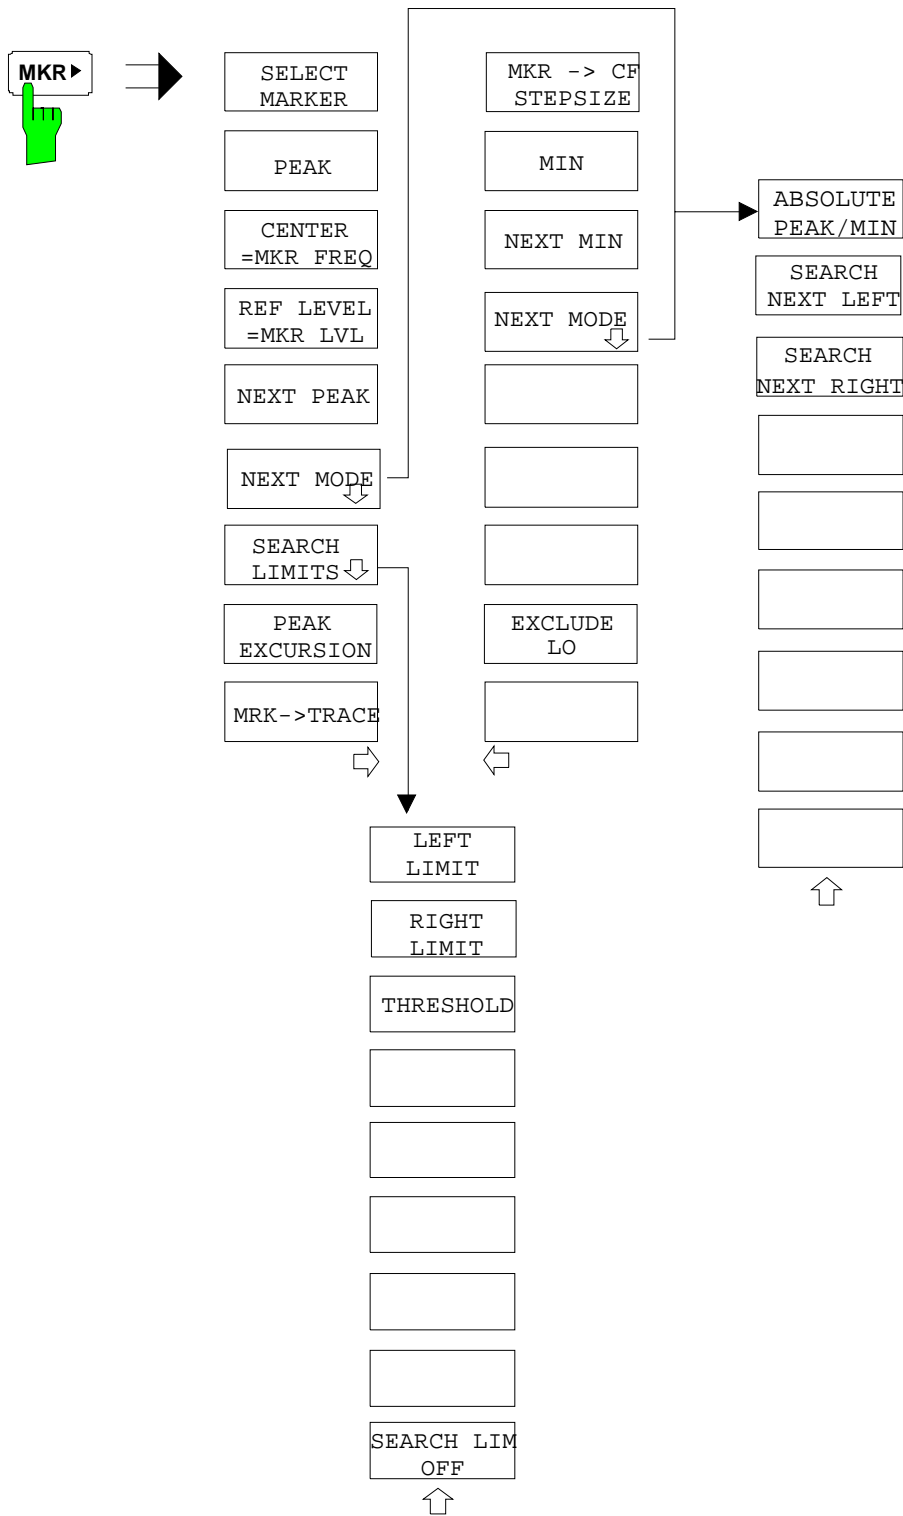 MKR
SELECT
MARKER
PEAK
CENTER
=MKR FREQ
REF LEVEL
=MKR LVL
NEXT PEAK
NEXT MODE
SEARCH
LIMITS
PEAK
EXCURSION
MRK->TRACE
MKR -> CF
STEPSIZE
MIN
NEXT MIN
NEXT MODE
EXCLUDE
LO
ABSOLUTE
PEAK/MIN
SEARCH
NEXT LEFT
SEARCH
NEXT RIGHT
LEFT
LIMIT
RIGHT
LIMIT
THRESHOLD
SEARCH LIM
OFF